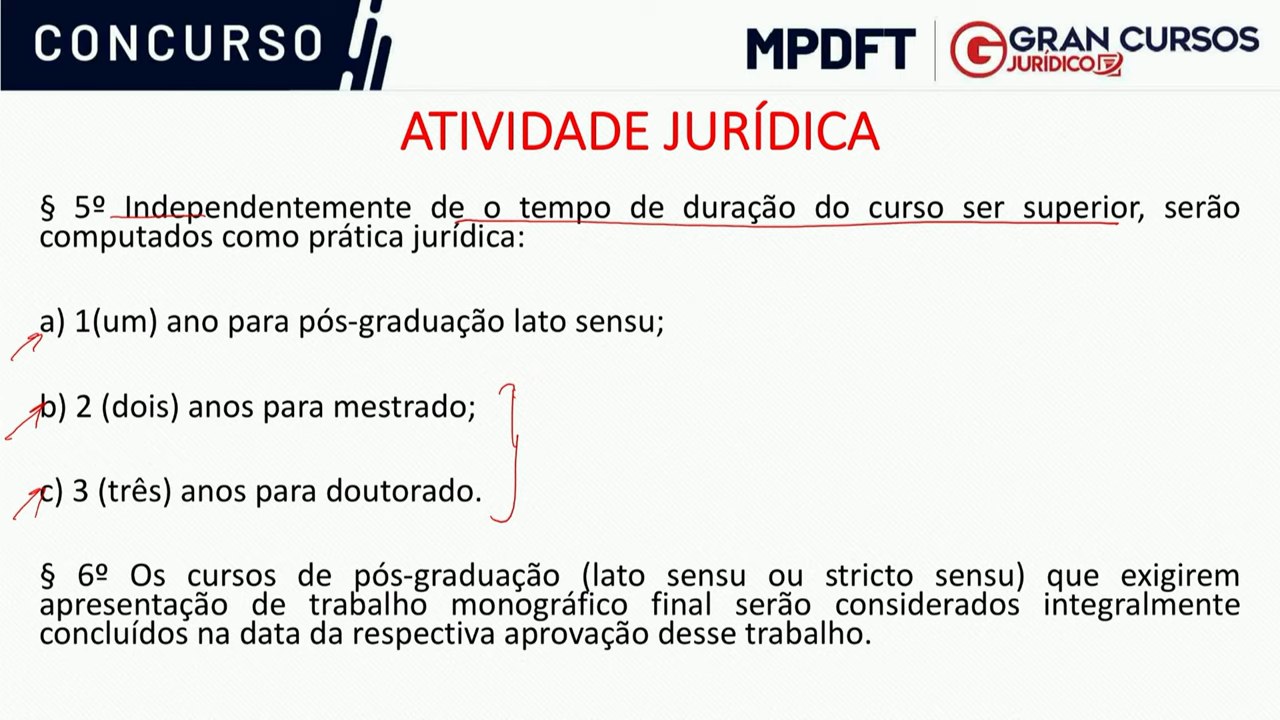 CONCURSO
MPDFT
GRAN CURSOS
JURÍDICO
ATIVIDADE JURÍDICA
§ 5º Independentemente de o tempo de duração do curso ser superior, serão
computados como prática jurídica:
a) 1(um) ano para pós-graduação lato sensu;
b) 2 (dois) anos para mestrado;
c) 3 (três) anos para doutorado.
§ 6º Os cursos de pós-graduação (lato sensu ou stricto sensu) que exigirem
apresentação de trabalho monográfico final serão considerados integralmente
concluídos na data da respectiva aprovação desse trabalho.